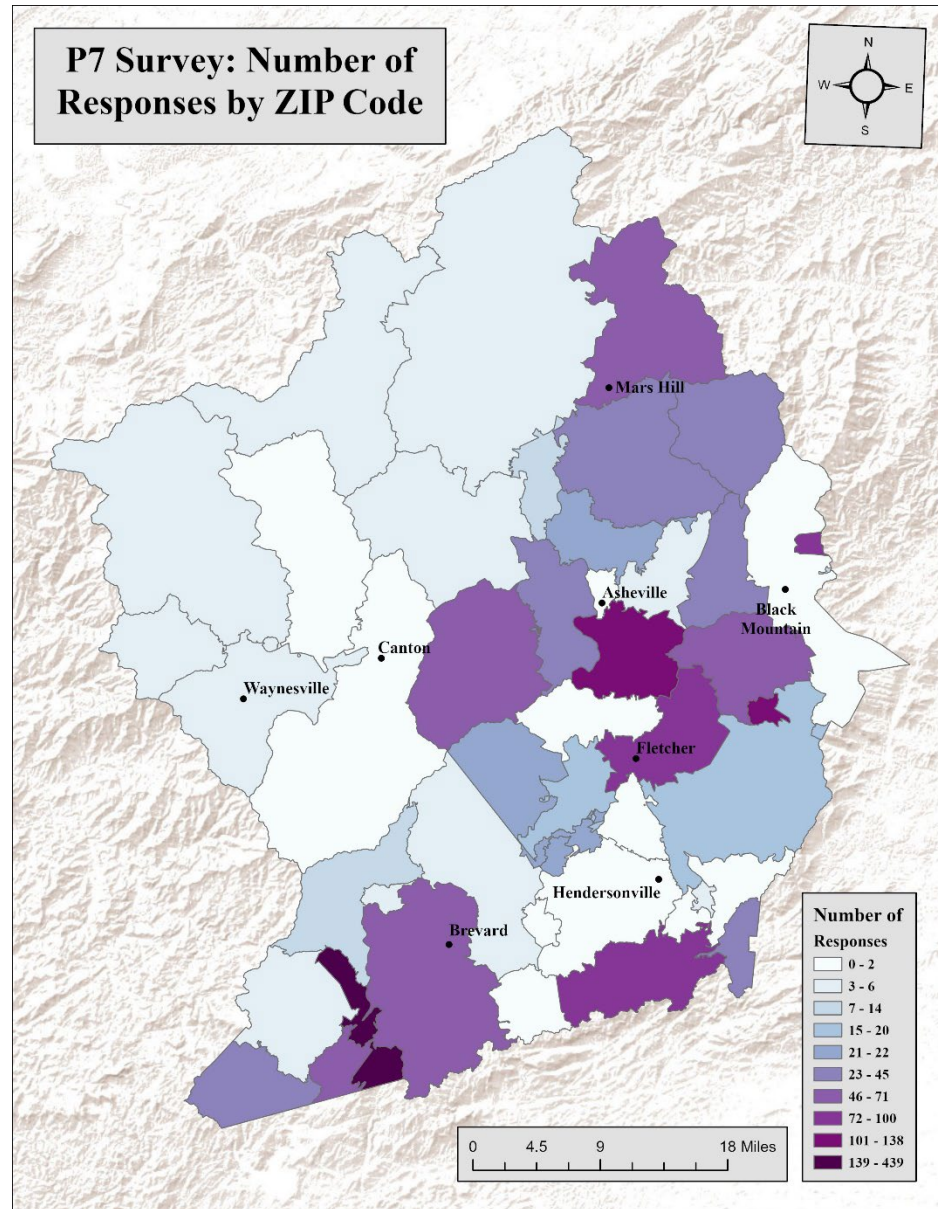 P7 Survey: Number of
Responses by ZIP Code
N
W
E
S
Mars Hill
Asheville
Black
Mountain
Canton
Waynesville
Fletcher
Hendersonville
Brevard
Number of
Responses
0 - 2
3 - 6
7 - 14
15 - 20
21 - 22
23 - 45
46 - 71
72 - 100
101 - 138
139 - 439
0 4.5 9 18 Miles